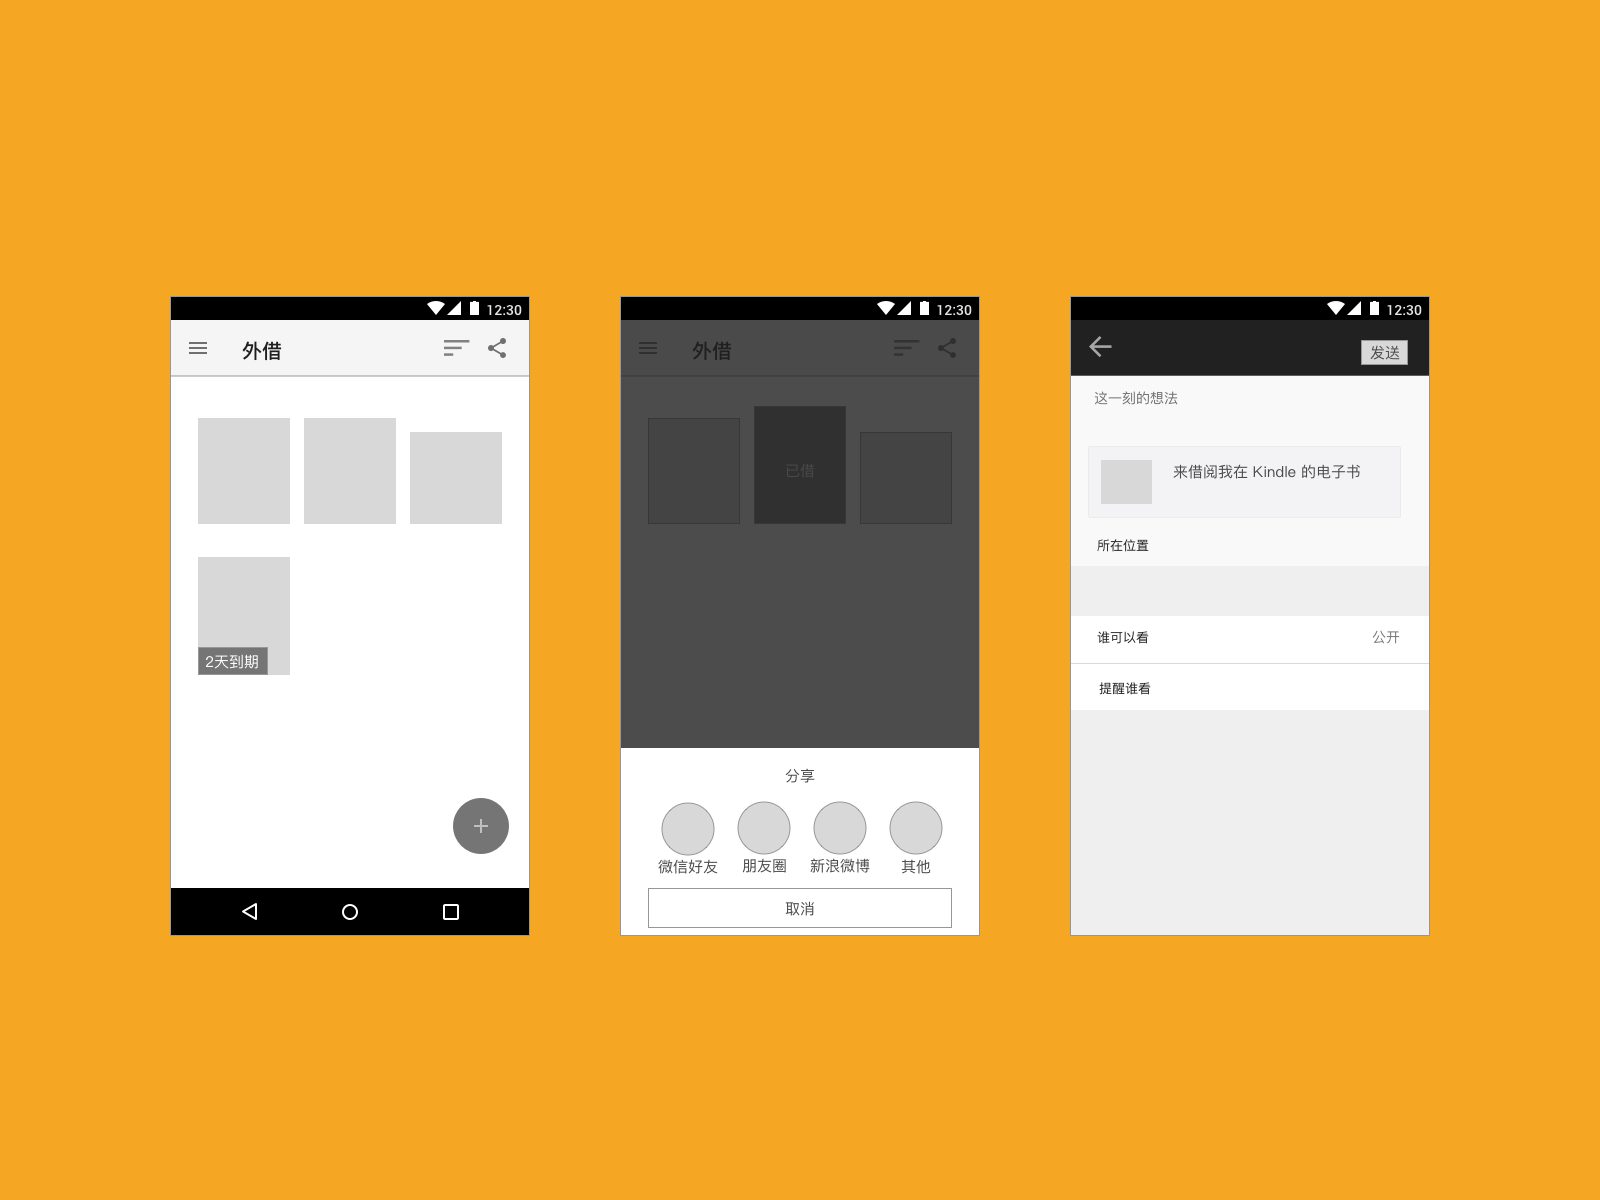 12:30
外借
2天到期
12:30
外借
已借
分享
微信好友
朋友圈
新浪微博
其他
取消
12:30
发送
这一刻的想法
来借阅我在 Kindle 的电子书
所在位置
谁可以看
公开
提醒谁看